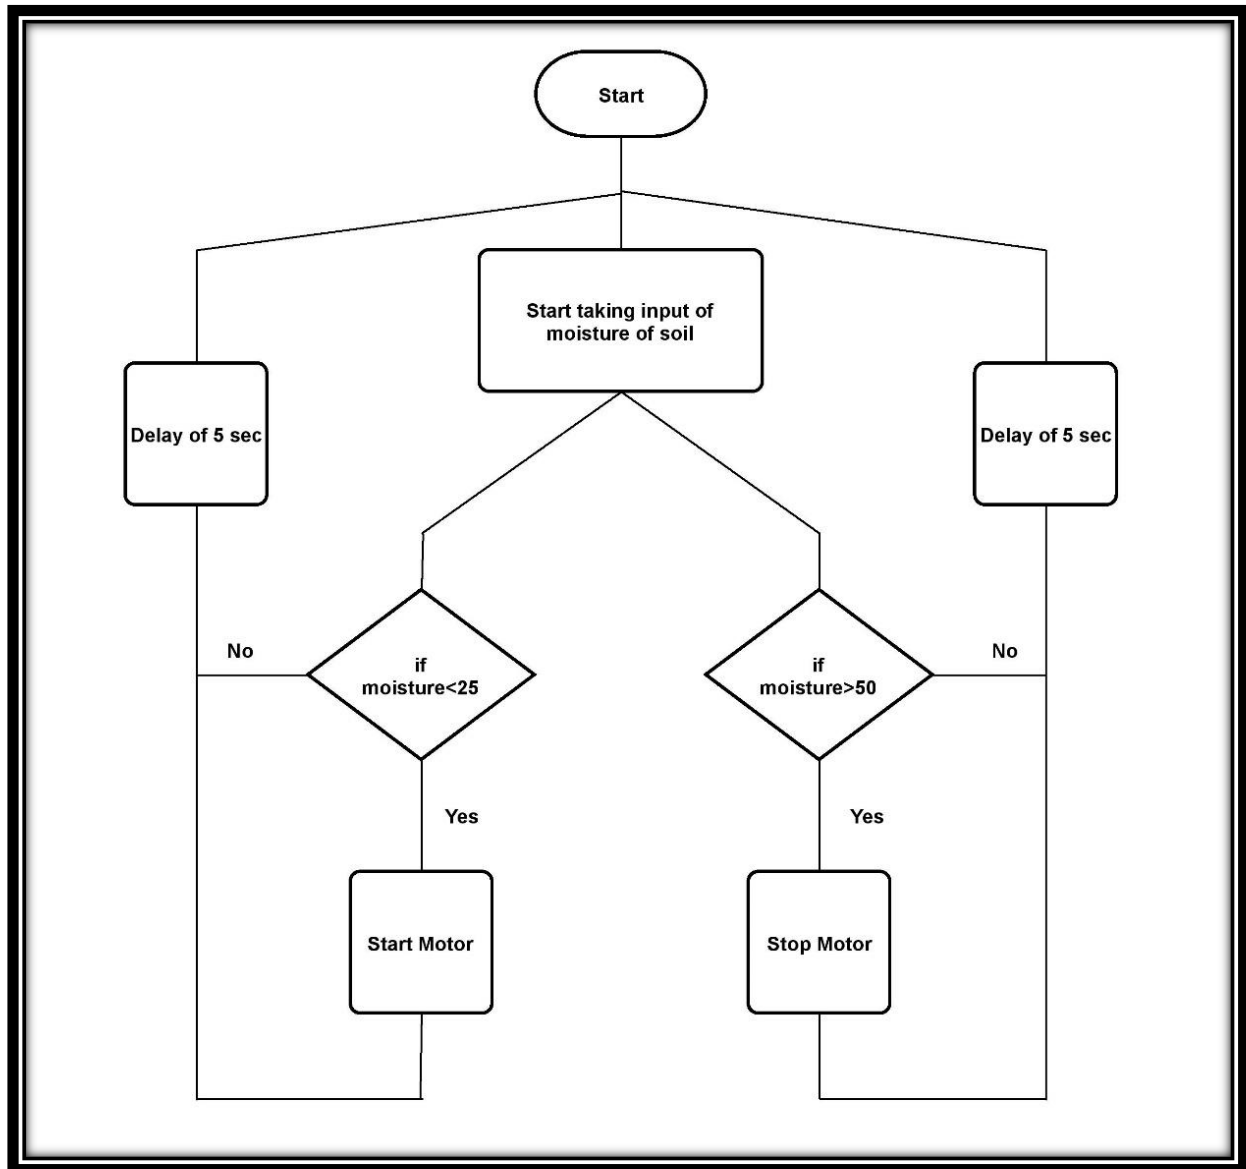 Start
Start taking input of
moisture of soil
Delay of 5 sec
Delay of 5 sec
No
if
moisture<25
if
moisture>50
No
Yes
Yes
Start Motor
Stop Motor